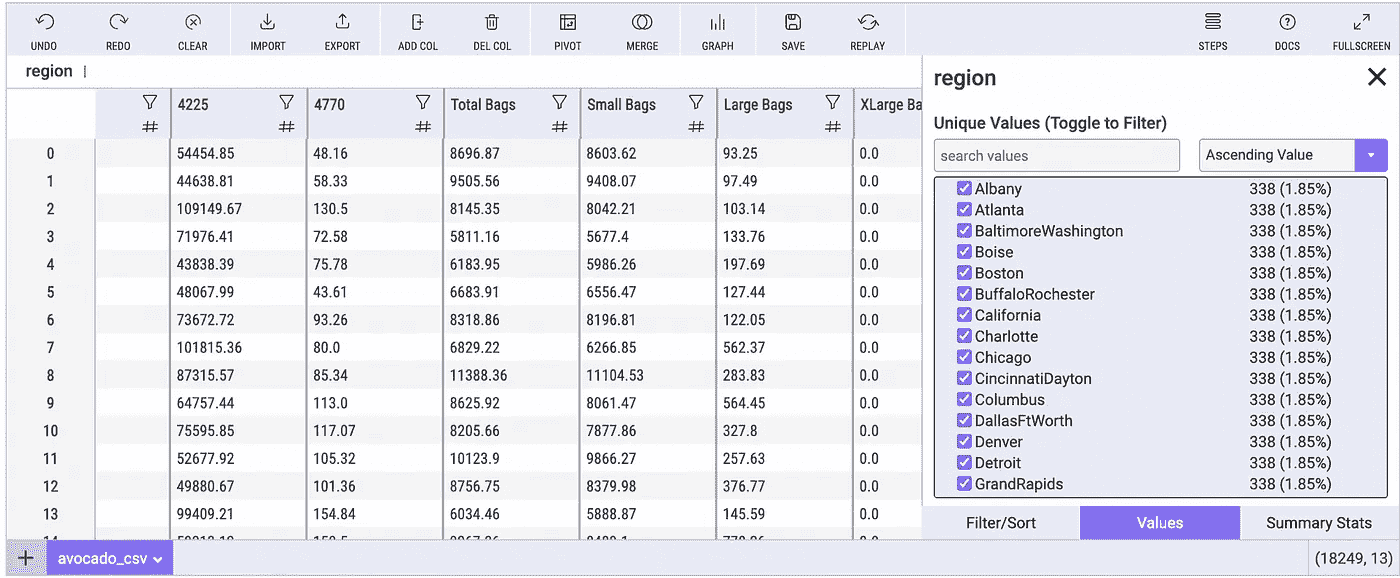 UNDO REDO CLEAR IMPORT EXPORT ADD COL DEL COL PIVOT MERGE GRAPH SAVE REPLAY STEPS DOCS FULLSCREEN
region
4225 4770 Total Bags Small Bags Large Bags XLarge Ba
0 54454.85 48.16 8696.87 8603.62 93.25 0.0
1 44638.81 58.33 9505.56 9408.07 97.49 0.0
2 109149.67 130.5 8145.35 8042.21 103.14 0.0
3 71976.41 72.58 5811.16 5677.4 133.76 0.0
4 43838.39 75.78 6183.95 5986.26 197.69 0.0
5 48067.99 43.61 6683.91 6556.47 127.44 0.0
6 73672.72 93.26 8318.86 8196.81 122.05 0.0
7 101815.36 80.0 6829.22 6266.85 562.37 0.0
8 87315.57 85.34 11388.36 11104.53 283.83 0.0
9 64757.44 113.0 8625.92 8061.47 564.45 0.0
10 75595.85 117.07 8205.66 7877.86 327.8 0.0
11 52677.92 105.32 10123.9 9866.27 257.63 0.0
12 49880.67 101.36 8756.75 8379.98 376.77 0.0
13 99409.21 154.84 6034.46 5888.87 145.59 0.0
region
Unique Values (Toggle to Filter)
search values Ascending Value
Albany 338 (1.85%)
Atlanta 338 (1.85%)
BaltimoreWashington 338 (1.85%)
Boise 338 (1.85%)
Boston 338 (1.85%)
BuffaloRochester 338 (1.85%)
California 338 (1.85%)
Charlotte 338 (1.85%)
Chicago 338 (1.85%)
CincinnatiDayton 338 (1.85%)
Columbus 338 (1.85%)
DallasFtWorth 338 (1.85%)
Denver 338 (1.85%)
Detroit 338 (1.85%)
GrandRapids 338 (1.85%)
Filter/Sort Values Summary Stats
+ avocado_csv (18249, 13)